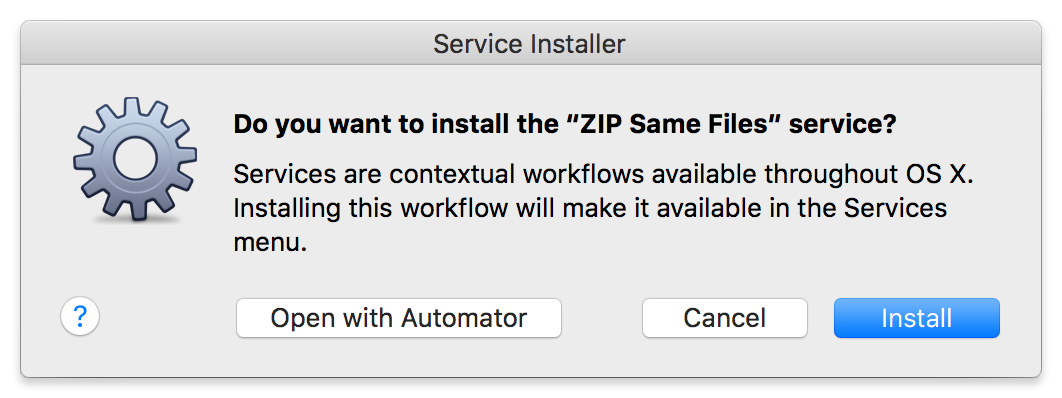 Service Installer
Do you want to install the “ZIP Same Files” service?
Services are contextual workflows available throughout OS X.
Installing this workflow will make it available in the Services
menu.
?
Open with Automator
Cancel
Install